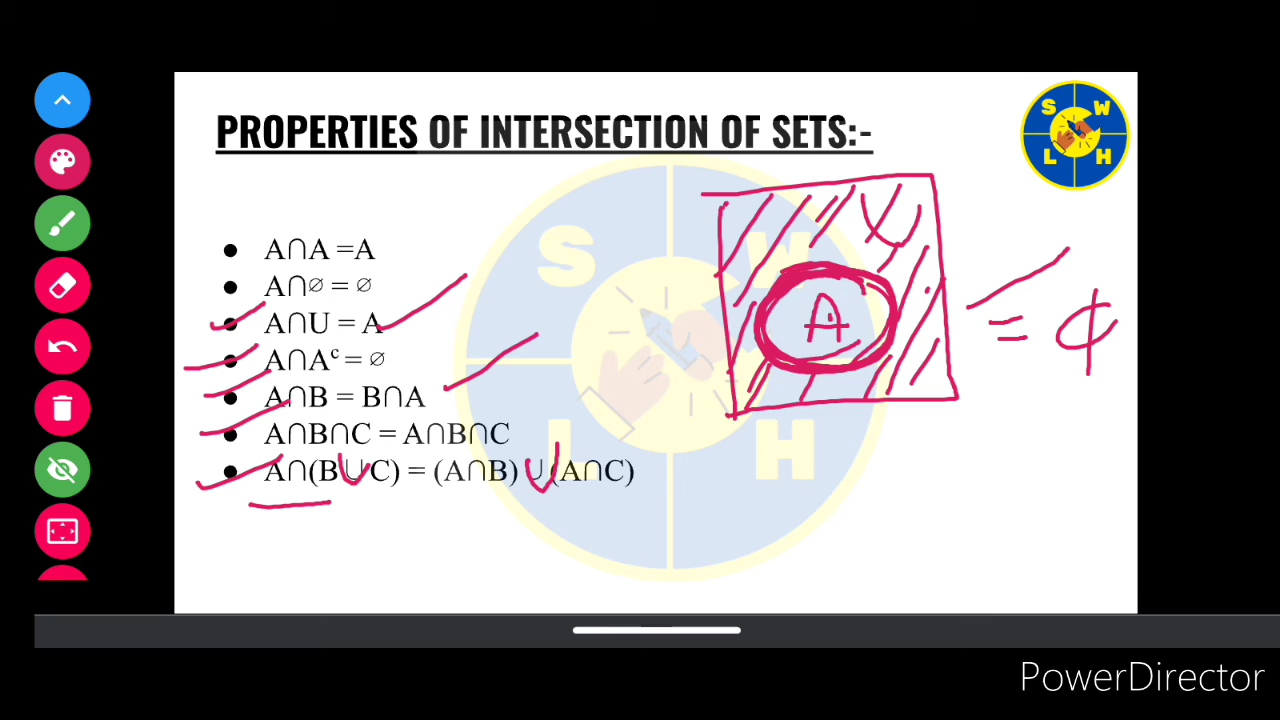 PROPERTIES OF INTERSECTION OF SETS:-
S W
L H
● A∩A =A
● A∩∅ = ∅
● A∩U = A
● A∩Aᶜ = ∅
● A∩B = B∩A
● A∩B∩C = A∩B∩C
● A∩(B∪C) = (A∩B) ∪(A∩C)
U
A
= ¢
S W
L H
PowerDirector